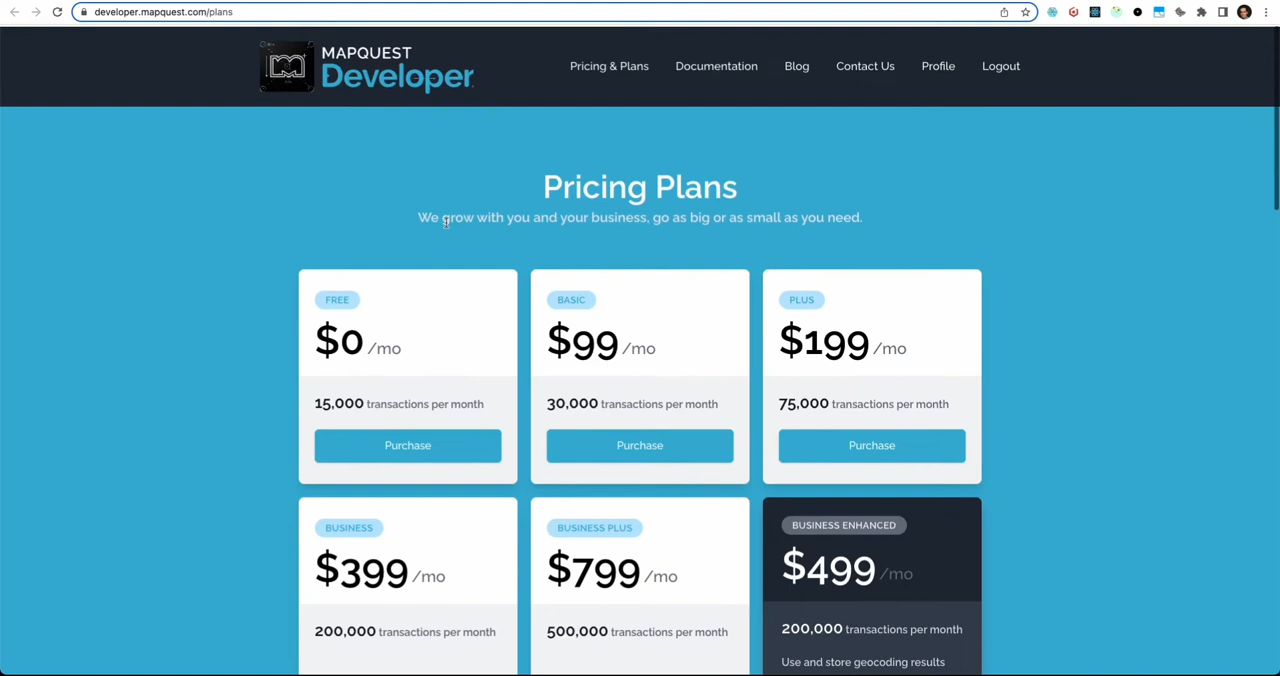 developer.mapquest.com/plans
MAPQUEST
Developer
Pricing & Plans
Documentation
Blog
Contact Us
Profile
Logout
Pricing Plans
We grow with you and your business, go as big or as small as you need.
FREE
$0 /mo
15,000 transactions per month
Purchase
BASIC
$99 /mo
30,000 transactions per month
Purchase
PLUS
$199 /mo
75,000 transactions per month
Purchase
BUSINESS
$399 /mo
200,000 transactions per month
BUSINESS PLUS
$799 /mo
500,000 transactions per month
BUSINESS ENHANCED
$499 /mo
200,000 transactions per month
Use and store geocoding results